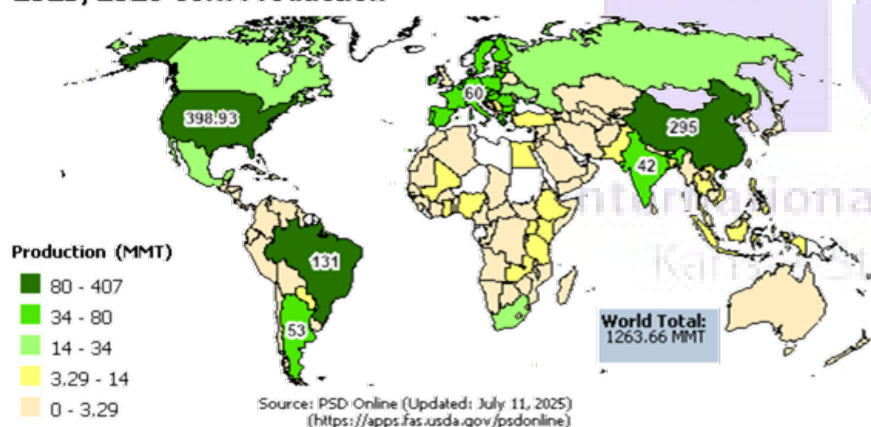 398.93
60
295
42
131
53
Production (MMT)
80 - 407
34 - 80
14 - 34
3.29 - 14
0 - 3.29
World Total:
1263.66 MMT
Source: PSD Online (Updated: July 11, 2025)
(https://apps.fas.usda.gov/psdonline)